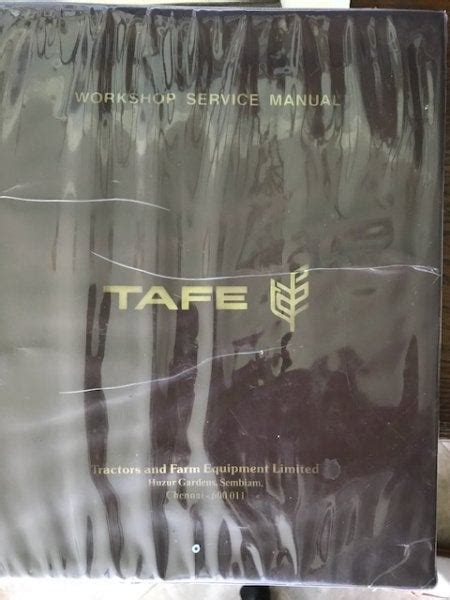 WORKSHOP SERVICE MANUAL
TAFE
Tractors and Farm Equipment Limited
Huzur Gardens, Sembiam,
Chennai - 600 011